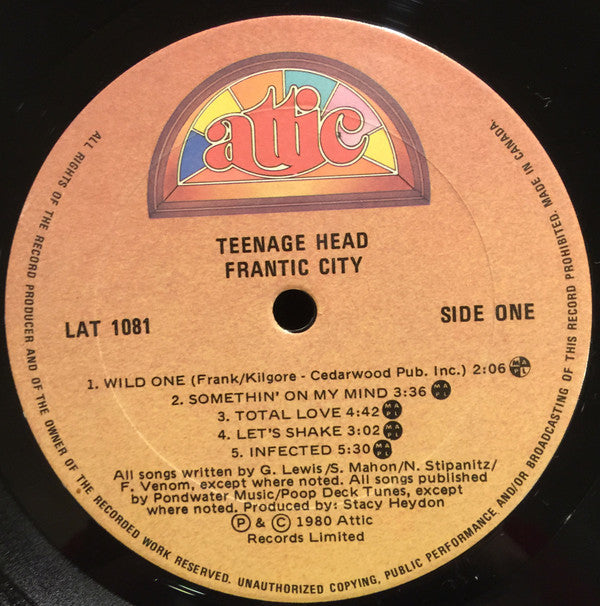 attic
TEENAGE HEAD
FRANTIC CITY
LAT 1081
SIDE ONE
1. WILD ONE (Frank/Kilgore - Cedarwood Pub. Inc.) 2:06 MAPL
2. SOMETHIN' ON MY MIND 3:36 MAPL
3. TOTAL LOVE 4:42 MAPL
4. LET'S SHAKE 3:02 MAPL
5. INFECTED 5:30 MAPL
All songs written by G. Lewis/S. Mahon/N. Stipanitz/
F. Venom, except where noted. All songs published
by Pondwater Music/Poop Deck Tunes, except
where noted. Produced by: Stacy Heydon
Ⓟ & © 1980 Attic
Records Limited
ALL RIGHTS OF THE RECORD PRODUCER AND OF THE OWNER OF THE RECORDED WORK RESERVED. UNAUTHORIZED COPYING, PUBLIC PERFORMANCE AND/OR BROADCASTING OF THIS RECORD PROHIBITED. MADE IN CANADA.